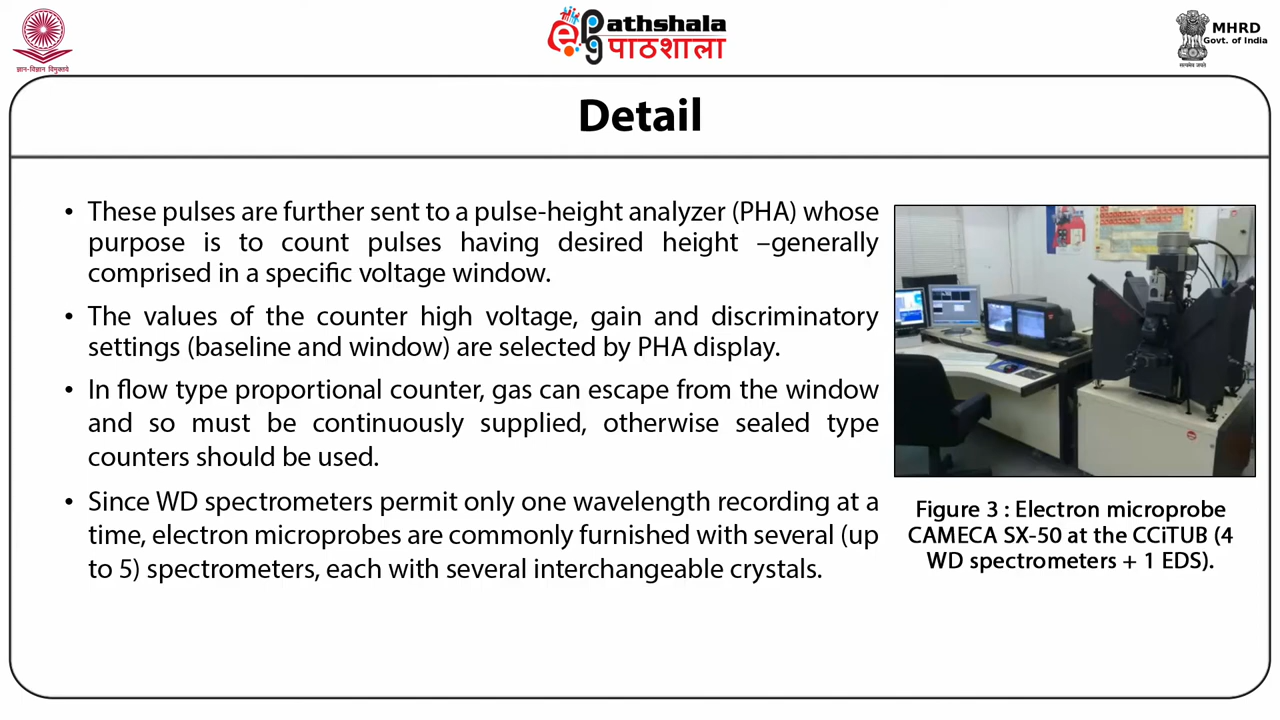 ज्ञान-विज्ञान विमुक्तये
ePG Pathshala
पाठशाला
सत्यमेव जयते
MHRD
Govt. of India
Detail
• These pulses are further sent to a pulse-height analyzer (PHA) whose
purpose is to count pulses having desired height –generally
comprised in a specific voltage window.
• The values of the counter high voltage, gain and discriminatory
settings (baseline and window) are selected by PHA display.
• In flow type proportional counter, gas can escape from the window
and so must be continuously supplied, otherwise sealed type
counters should be used.
• Since WD spectrometers permit only one wavelength recording at a
time, electron microprobes are commonly furnished with several (up
to 5) spectrometers, each with several interchangeable crystals.
Figure 3 : Electron microprobe
CAMECA SX-50 at the CCiTUB (4
WD spectrometers + 1 EDS).